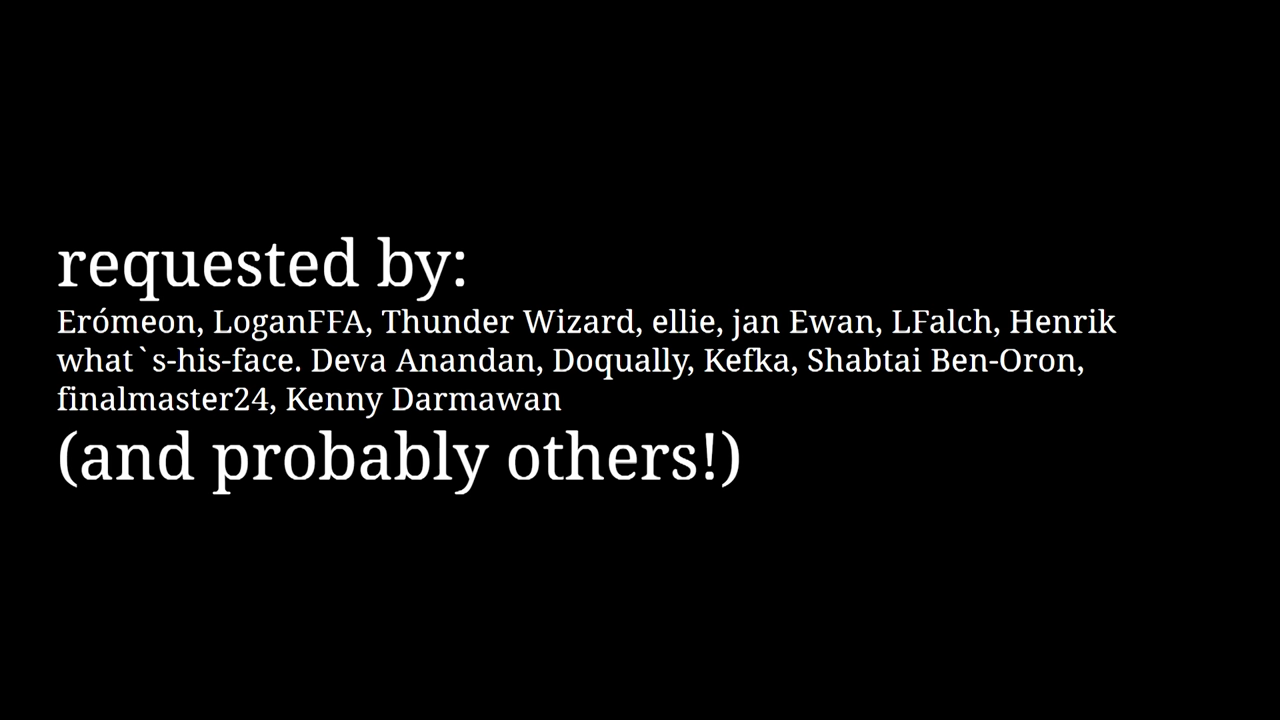 requested by:
Erómeon, LoganFFA, Thunder Wizard, ellie, jan Ewan, LFalch, Henrik
what`s-his-face. Deva Anandan, Doqually, Kefka, Shabtai Ben-Oron,
finalmaster24, Kenny Darmawan
(and probably others!)